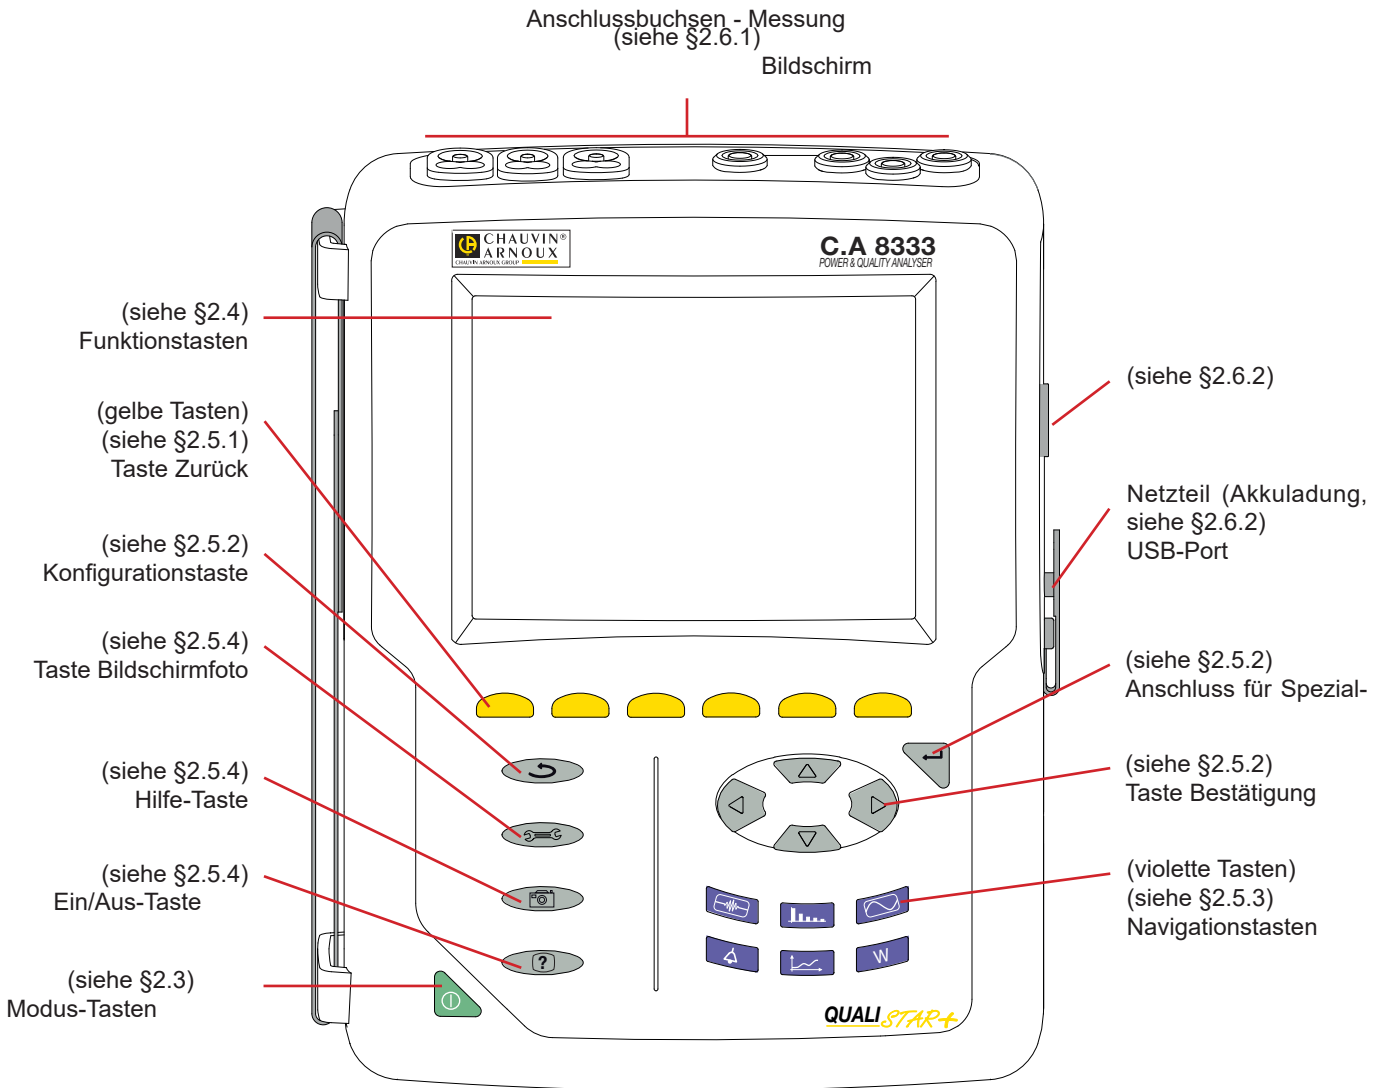 Anschlussbuchsen - Messung
(siehe §2.6.1)
Bildschirm
CHAUVIN®
ARNOUX
CHAUVIN ARNOUX GROUP
C.A 8333
POWER & QUALITY ANALYSER
(siehe §2.4)
Funktionstasten
(gelbe Tasten)
(siehe §2.5.1)
Taste Zurück
(siehe §2.5.2)
Konfigurationstaste
(siehe §2.5.4)
Taste Bildschirmfoto
(siehe §2.5.4)
Hilfe-Taste
(siehe §2.5.4)
Ein/Aus-Taste
(siehe §2.3)
Modus-Tasten
(siehe §2.6.2)
Netzteil (Akkuladung,
siehe §2.6.2)
USB-Port
(siehe §2.5.2)
Anschluss für Spezial-
(siehe §2.5.2)
Taste Bestätigung
(violette Tasten)
(siehe §2.5.3)
Navigationstasten
?
W
QUALISTAR+